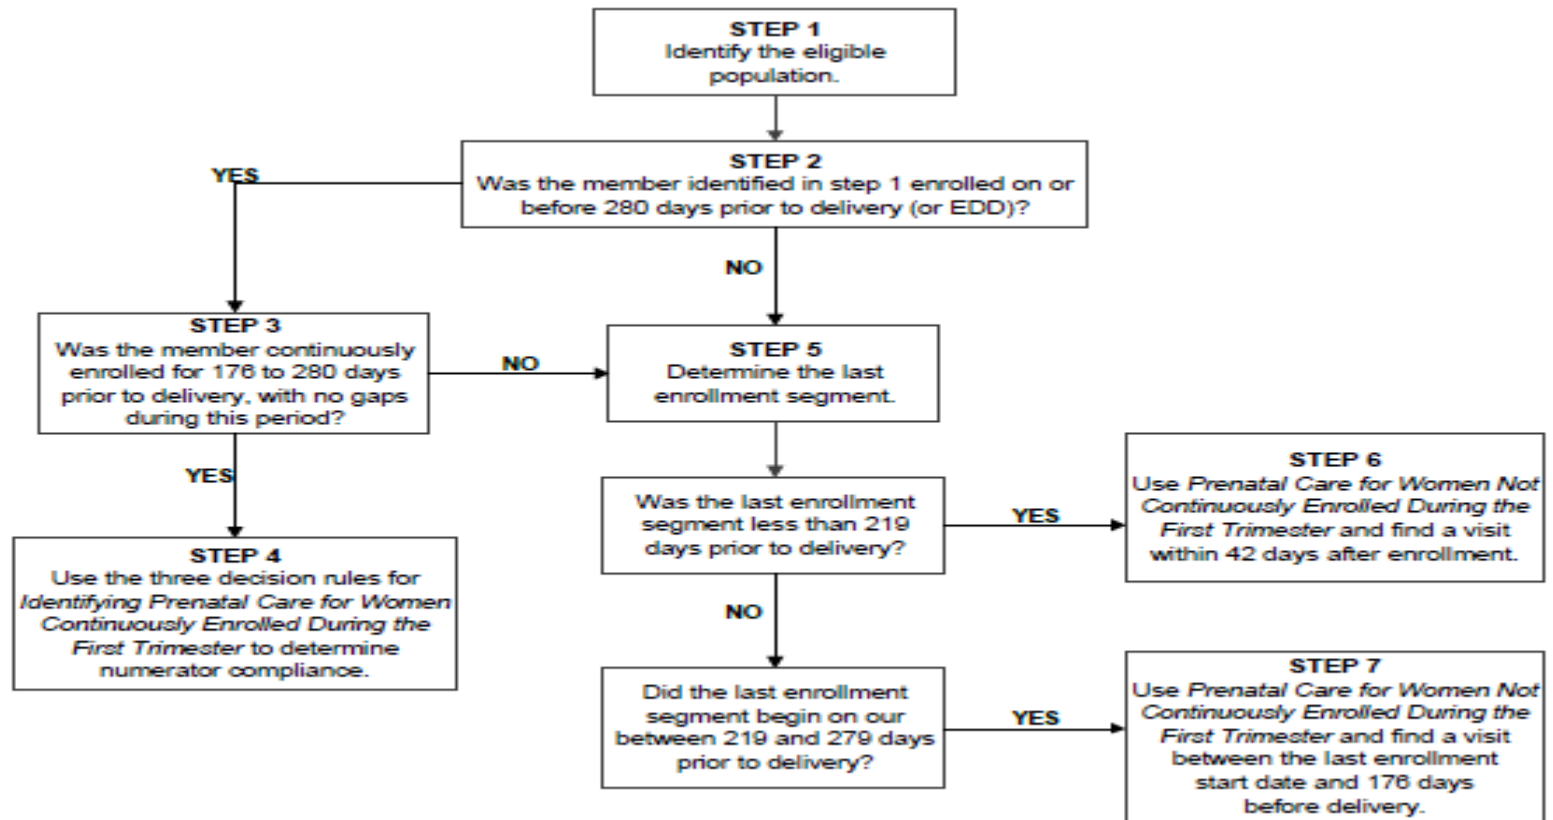 STEP 1
Identify the eligible
population.
STEP 2
Was the member identified in step 1 enrolled on or
before 280 days prior to delivery (or EDD)?
YES
NO
STEP 3
Was the member continuously
enrolled for 176 to 280 days
prior to delivery, with no gaps
during this period?
NO
STEP 5
Determine the last
enrollment segment.
YES
STEP 4
Use the three decision rules for
Identifying Prenatal Care for Women
Continuously Enrolled During the
First Trimester to determine
numerator compliance.
Was the last enrollment
segment less than 219
days prior to delivery?
YES
STEP 6
Use Prenatal Care for Women Not
Continuously Enrolled During the
First Trimester and find a visit
within 42 days after enrollment.
NO
Did the last enrollment
segment begin on our
between 219 and 279 days
prior to delivery?
YES
STEP 7
Use Prenatal Care for Women Not
Continuously Enrolled During the
First Trimester and find a visit
between the last enrollment
start date and 176 days
before delivery.